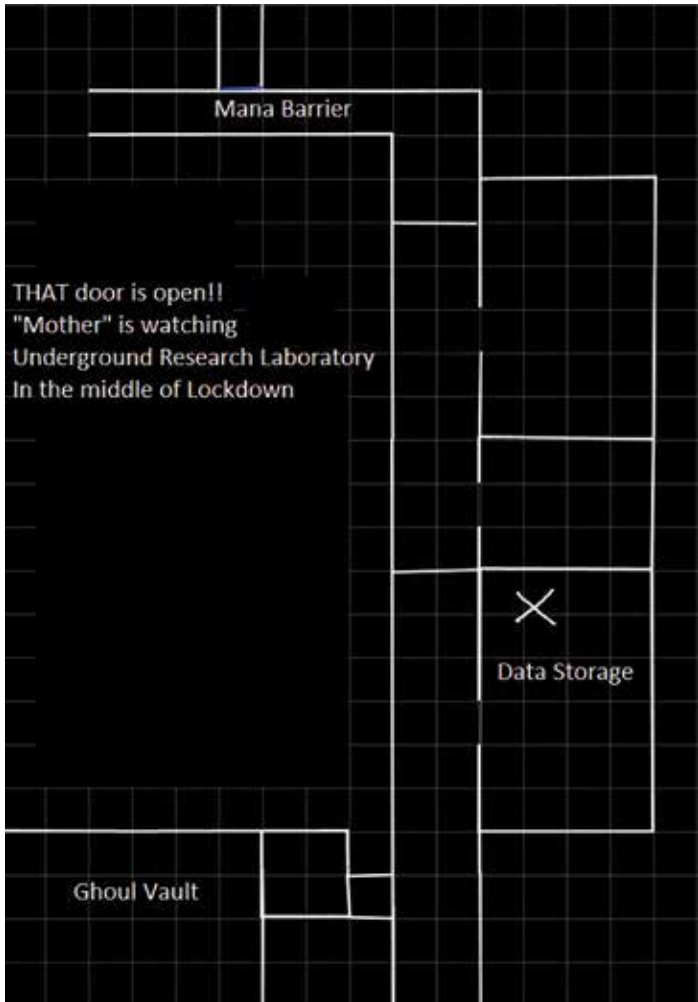 Mana Barrier
THAT door is open!!
"Mother" is watching
Underground Research Laboratory
In the middle of Lockdown
Data Storage
Ghoul Vault